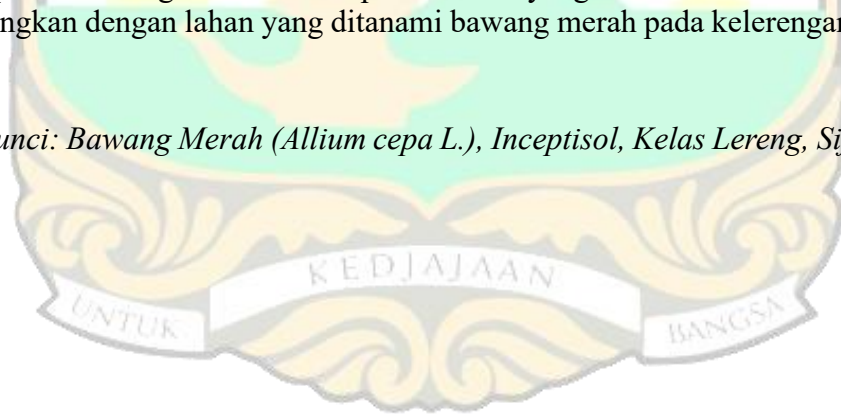 ngkan dengan lahan yang ditanami bawang merah pada kelerengan
unci: Bawang Merah (Allium cepa L.), Inceptisol, Kelas Lereng, Si
KEDJAJAAN
UNTUK BANGSA